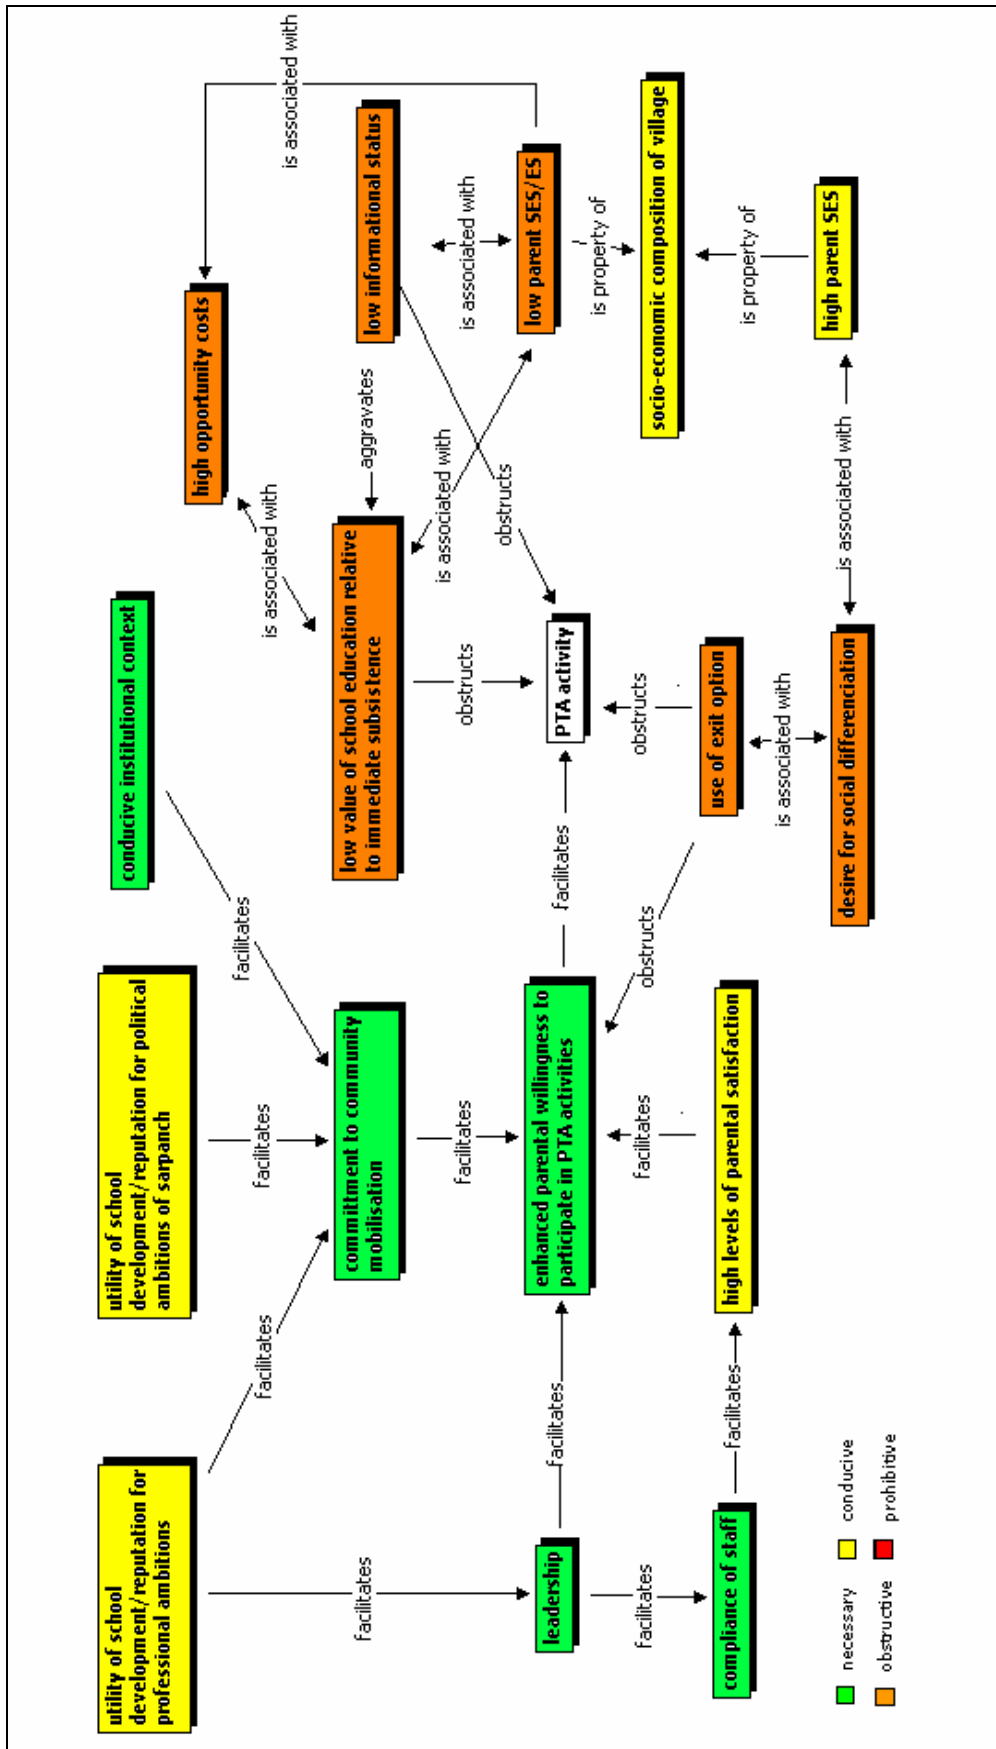 utility of school
development/reputation for
professional ambitions
utility of school
development/reputation for political
ambitions of sarpanch
conducive institutional context
high opportunity costs
is associated with
facilitates
facilitates
facilitates
is associated with
facilitates
committment to community
mobilisation
low value of school education relative
to immediate subsistence
aggravates
low informational status
facilitates
obstructs
is associated with
obstructs
is associated with
leadership
facilitates
enhanced parental willingness to
participate in PTA activities
facilitates
PTA activity
low parent SES/ES
facilitates
facilitates
obstructs
obstructs
is property of
compliance of staff
facilitates
high levels of parental satisfaction
use of exit option
socio-economic composition of village
is associated with
is property of
desire for social differenciation
is associated with
high parent SES
necessary
conducive
obstructive
prohibitive